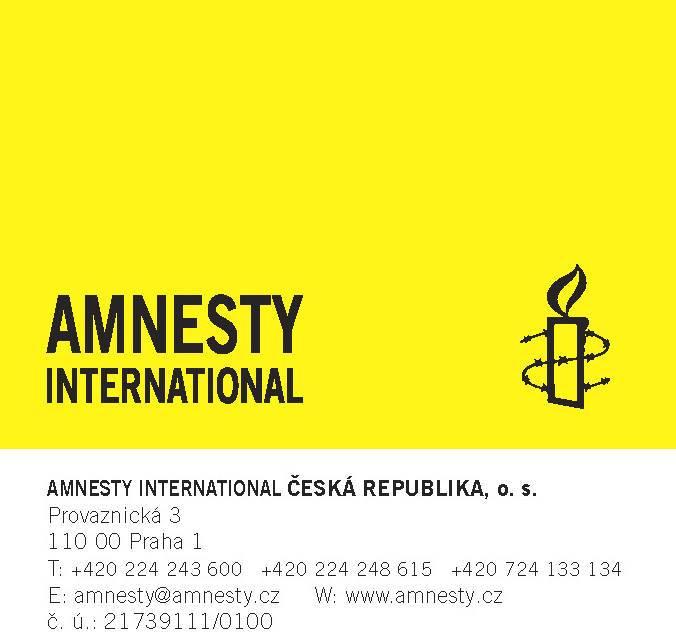 AMNESTY
INTERNATIONAL
AMNESTY INTERNATIONAL ČESKÁ REPUBLIKA, o. s.
Provaznická 3
110 00 Praha 1
T: +420 224 243 600 +420 224 248 615 +420 724 133 134
E: amnesty@amnesty.cz W: www.amnesty.cz
č. ú.: 21739111/0100